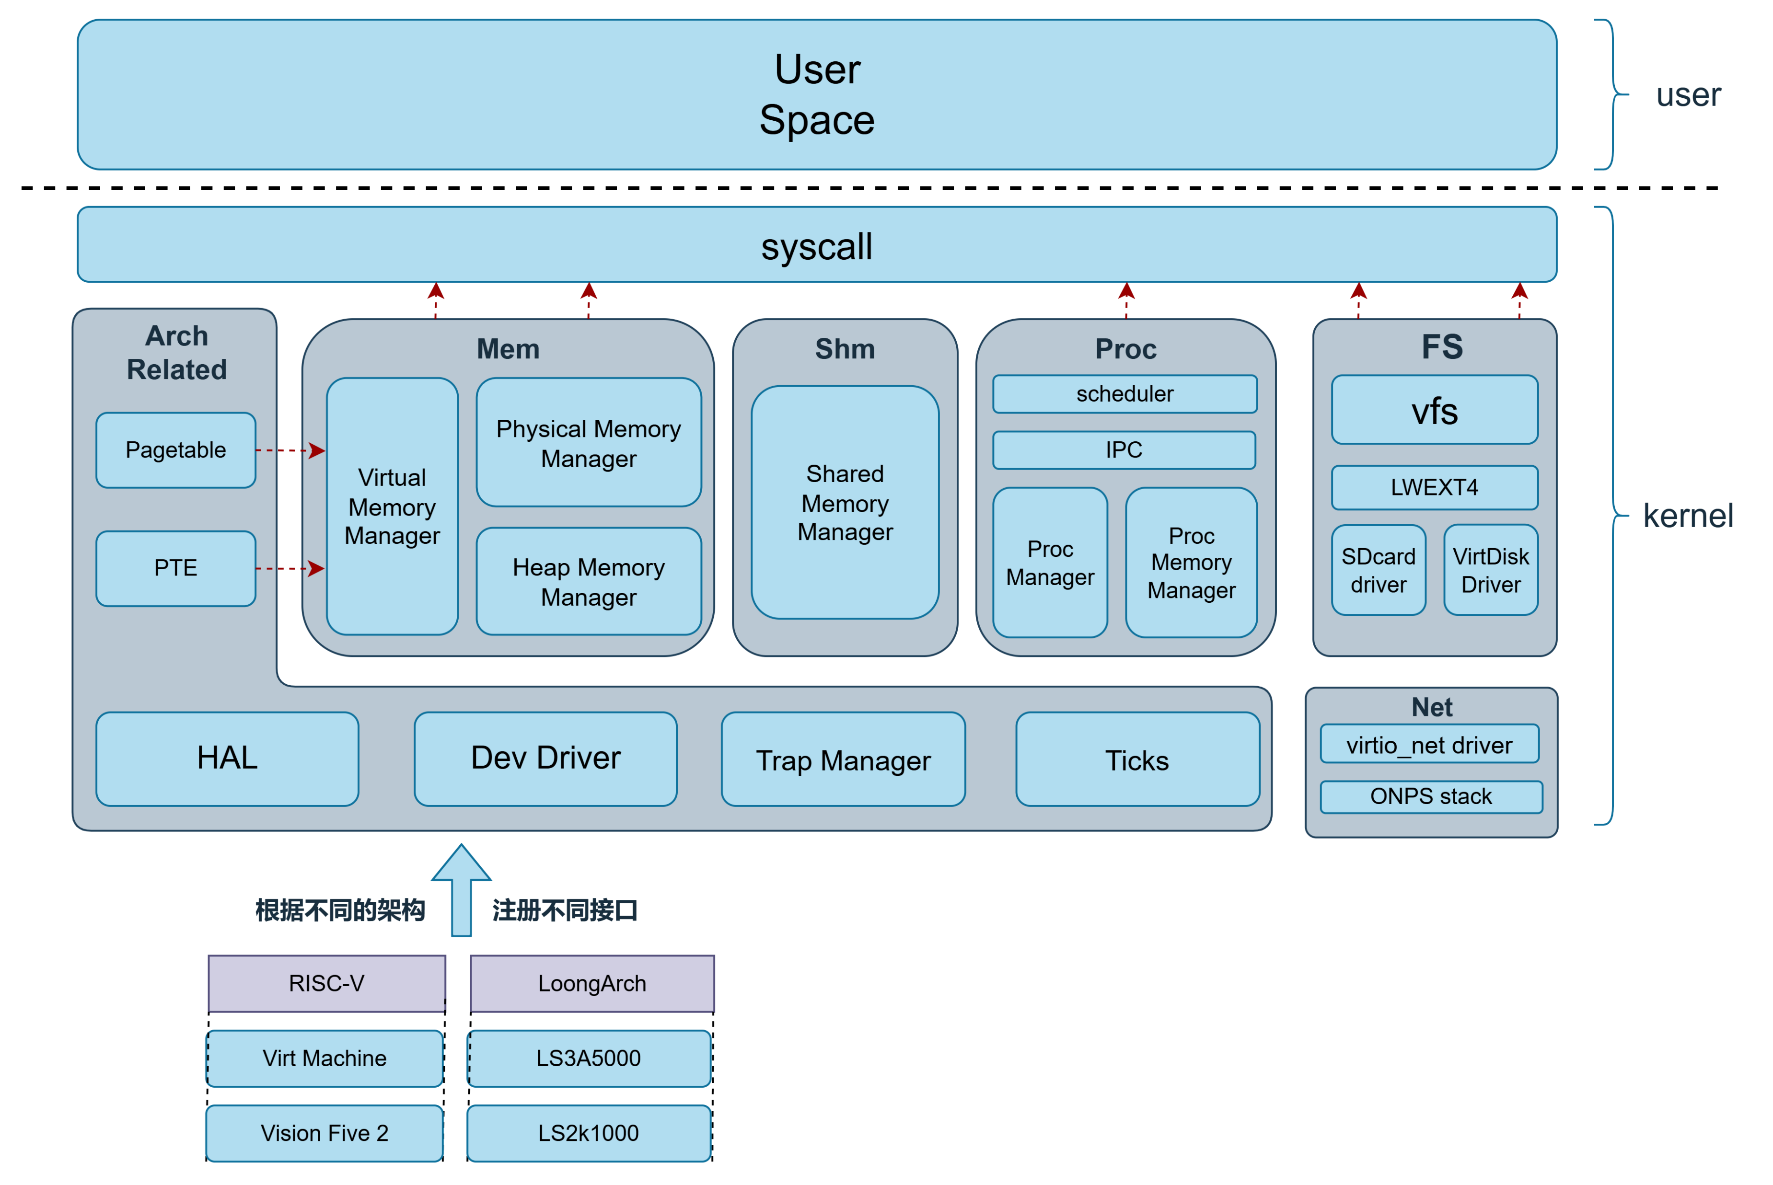 User
Space
user
syscall
kernel
Arch
Related
Pagetable
PTE
Mem
Virtual
Memory
Manager
Physical Memory
Manager
Heap Memory
Manager
Shm
Shared
Memory
Manager
Proc
scheduler
IPC
Proc
Manager
Proc
Memory
Manager
FS
vfs
LWEXT4
SDcard
driver
VirtDisk
Driver
HAL
Dev Driver
Trap Manager
Ticks
Net
virtio_net driver
ONPS stack
根据不同的架构
注册不同接口
RISC-V
LoongArch
Virt Machine
LS3A5000
Vision Five 2
LS2k1000